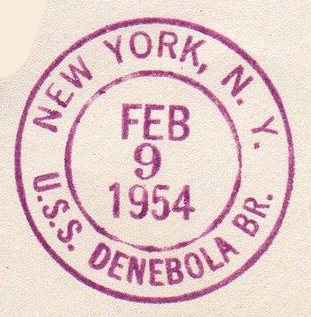 NEW YORK, N. Y.
FEB
9
1954
U.S.S. DENEBOLA BR.